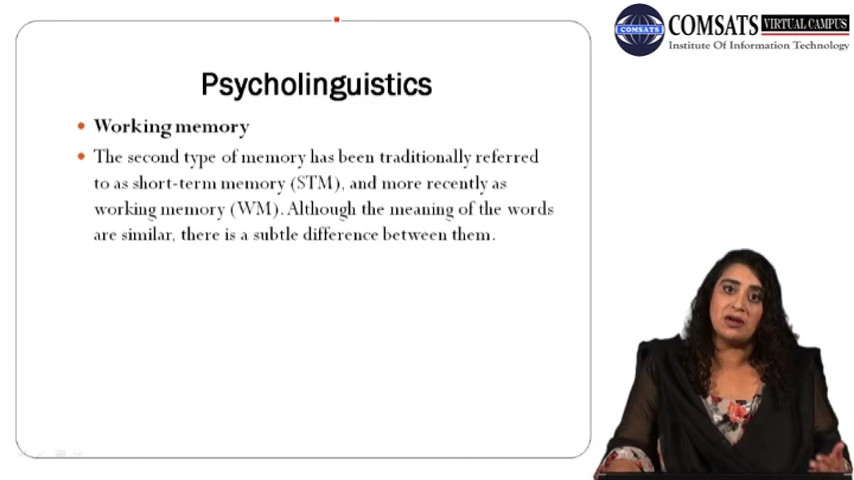 COMSATS
COMSATS VIRTUAL CAMPUS
Institute Of Information Technology
Psycholinguistics
Working memory
The second type of memory has been traditionally referred
to as short-term memory (STM), and more recently as
working memory (WM). Although the meaning of the words
are similar, there is a subtle difference between them.